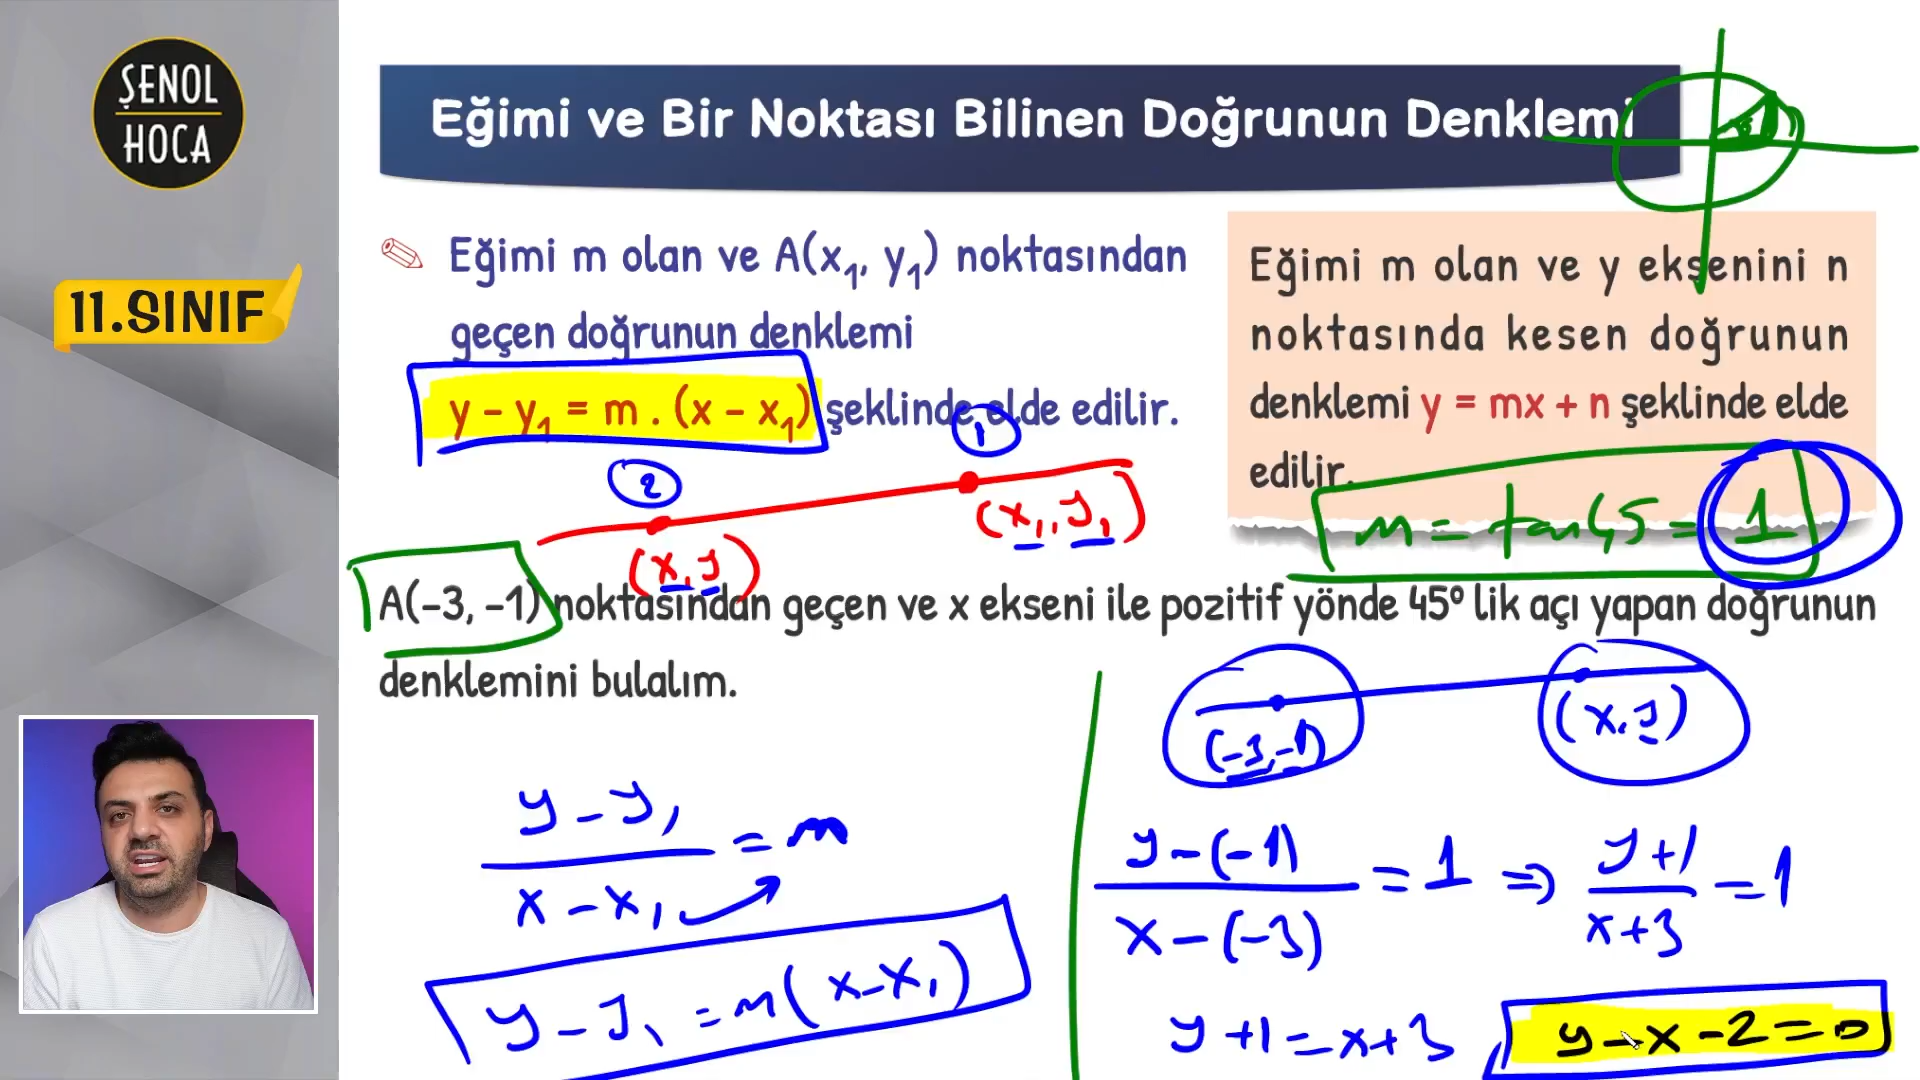 ŞENOL
HOCA
11.SINIF
Eğimi ve Bir Noktası Bilinen Doğrunun Denklemi
Eğimi m olan ve A(x₁, y₁) noktasından
geçen doğrunun denklemi
y - y₁ = m . (x - x₁) şeklinde elde edilir.
Eğimi m olan ve y eksenini n
noktasında kesen doğrunun
denklemi y = mx + n şeklinde elde
edilir.
1
2
(x₁, y₁)
(x, y)
m = tan45 = 1
A(-3, -1) noktasından geçen ve x ekseni ile pozitif yönde 45⁰ lik açı yapan doğrunun
denklemini bulalım.
(-3, -1)
(x, y)
y - y₁ / x - x₁ = m
y - y₁ = m(x - x₁)
y - (-1) / x - (-3) = 1 ⇒ y + 1 / x + 3 = 1
y + 1 = x + 3
y - x - 2 = 0